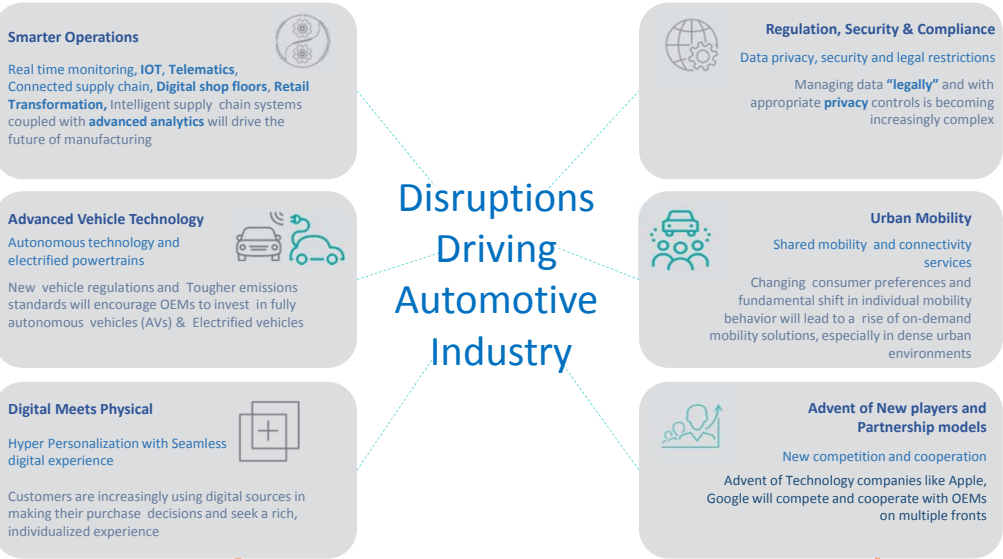 Smarter Operations
Real time monitoring, IOT, Telematics,
Connected supply chain, Digital shop floors, Retail
Transformation, Intelligent supply chain systems
coupled with advanced analytics will drive the
future of manufacturing
Advanced Vehicle Technology
Autonomous technology and
electrified powertrains
New vehicle regulations and Tougher emissions
standards will encourage OEMs to invest in fully
autonomous vehicles (AVs) & Electrified vehicles
Digital Meets Physical
Hyper Personalization with Seamless
digital experience
Customers are increasingly using digital sources in
making their purchase decisions and seek a rich,
individualized experience
Disruptions
Driving
Automotive
Industry
Regulation, Security & Compliance
Data privacy, security and legal restrictions
Managing data “legally” and with
appropriate privacy controls is becoming
increasingly complex
Urban Mobility
Shared mobility and connectivity
services
Changing consumer preferences and
fundamental shift in individual mobility
behavior will lead to a rise of on-demand
mobility solutions, especially in dense urban
environments
Advent of New players and
Partnership models
New competition and cooperation
Advent of Technology companies like Apple,
Google will compete and cooperate with OEMs
on multiple fronts